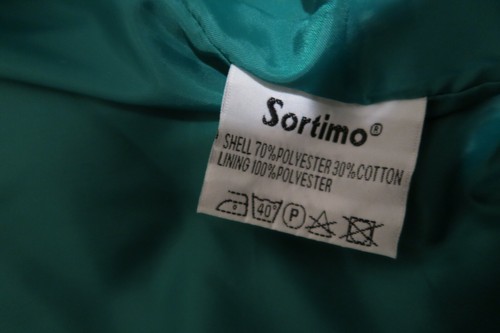 Sortimo®
SHELL 70%POLYESTER 30%COTTON
LINING 100%POLYESTER
40° P